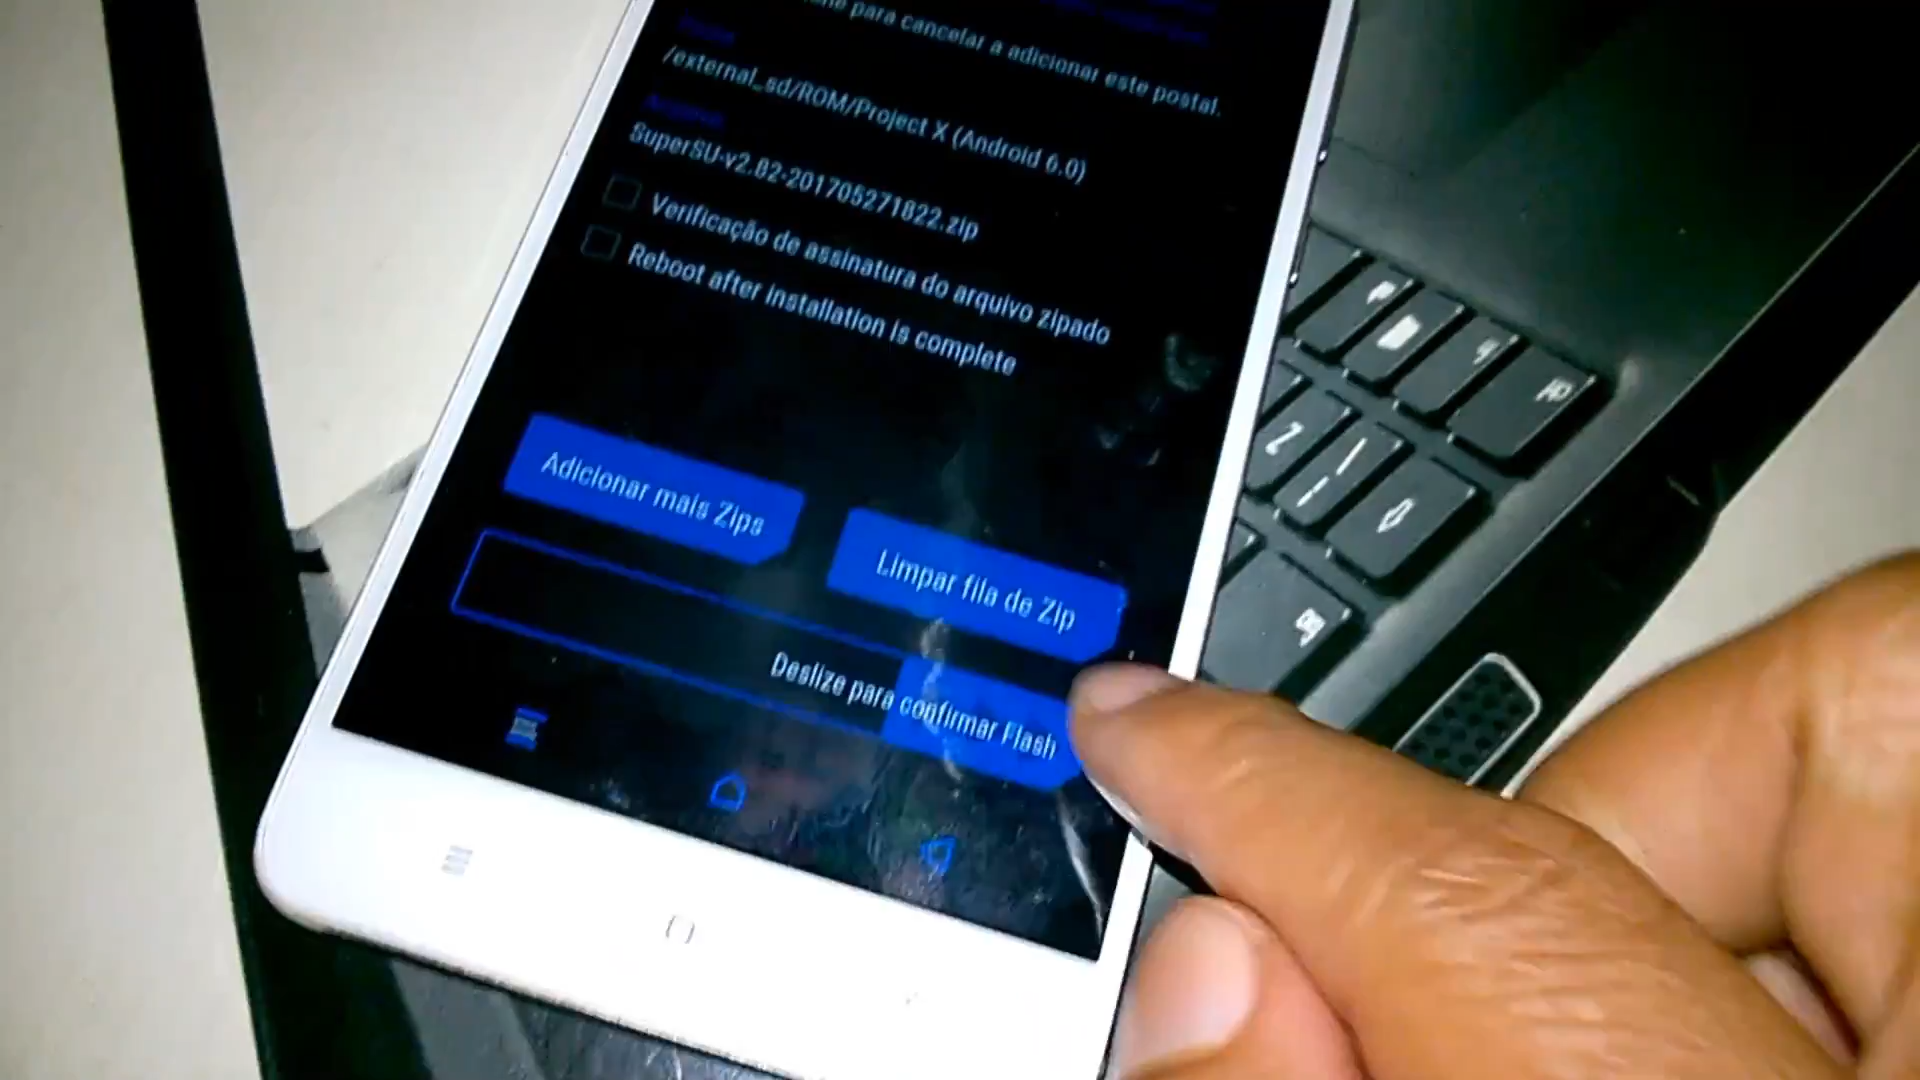 para cancelar a adicionar este postal.
/external_sd/ROM/Project X (Android 6.0)
SuperSU-v2.82-201705271822.zip
Verificação de assinatura do arquivo zipado
Reboot after installation is complete
Adicionar mais Zips
Limpar fila de Zip
Deslize para confirmar Flash